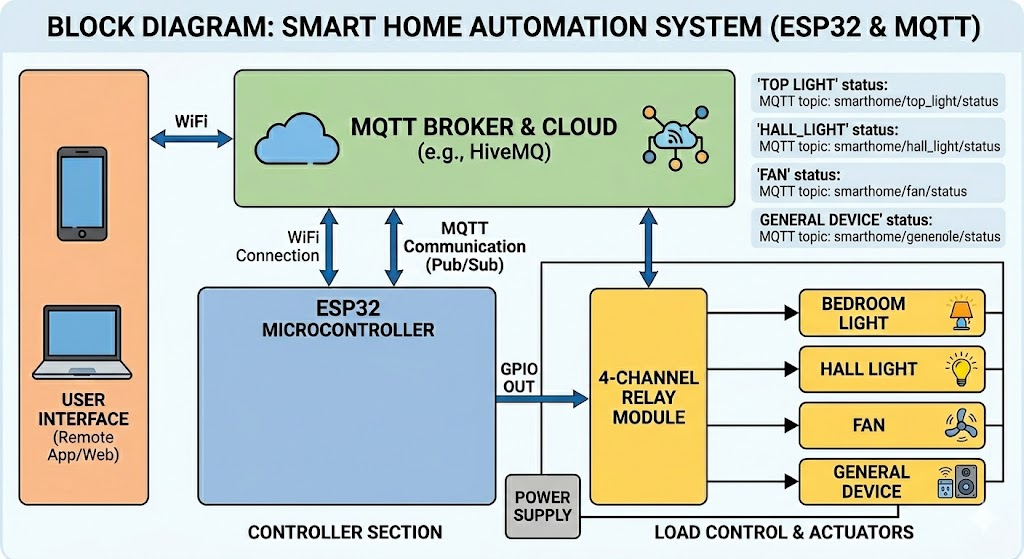 BLOCK DIAGRAM: SMART HOME AUTOMATION SYSTEM (ESP32 & MQTT)
WiFi
MQTT BROKER & CLOUD
(e.g., HiveMQ)
'TOP LIGHT' status:
MQTT topic: smarthome/top_light/status
'HALL_LIGHT' status:
MQTT topic: smarthome/hall_light/status
'FAN' status:
MQTT topic: smarthome/fan/status
GENERAL DEVICE' status:
MQTT topic: smarthome/genenole/status
WiFi
Connection
MQTT
Communication
(Pub/Sub)
USER
INTERFACE
(Remote
App/Web)
ESP32
MICROCONTROLLER
GPIO
OUT
4-CHANNEL
RELAY
MODULE
BEDROOM
LIGHT
HALL LIGHT
FAN
GENERAL
DEVICE
POWER
SUPPLY
CONTROLLER SECTION
LOAD CONTROL & ACTUATORS